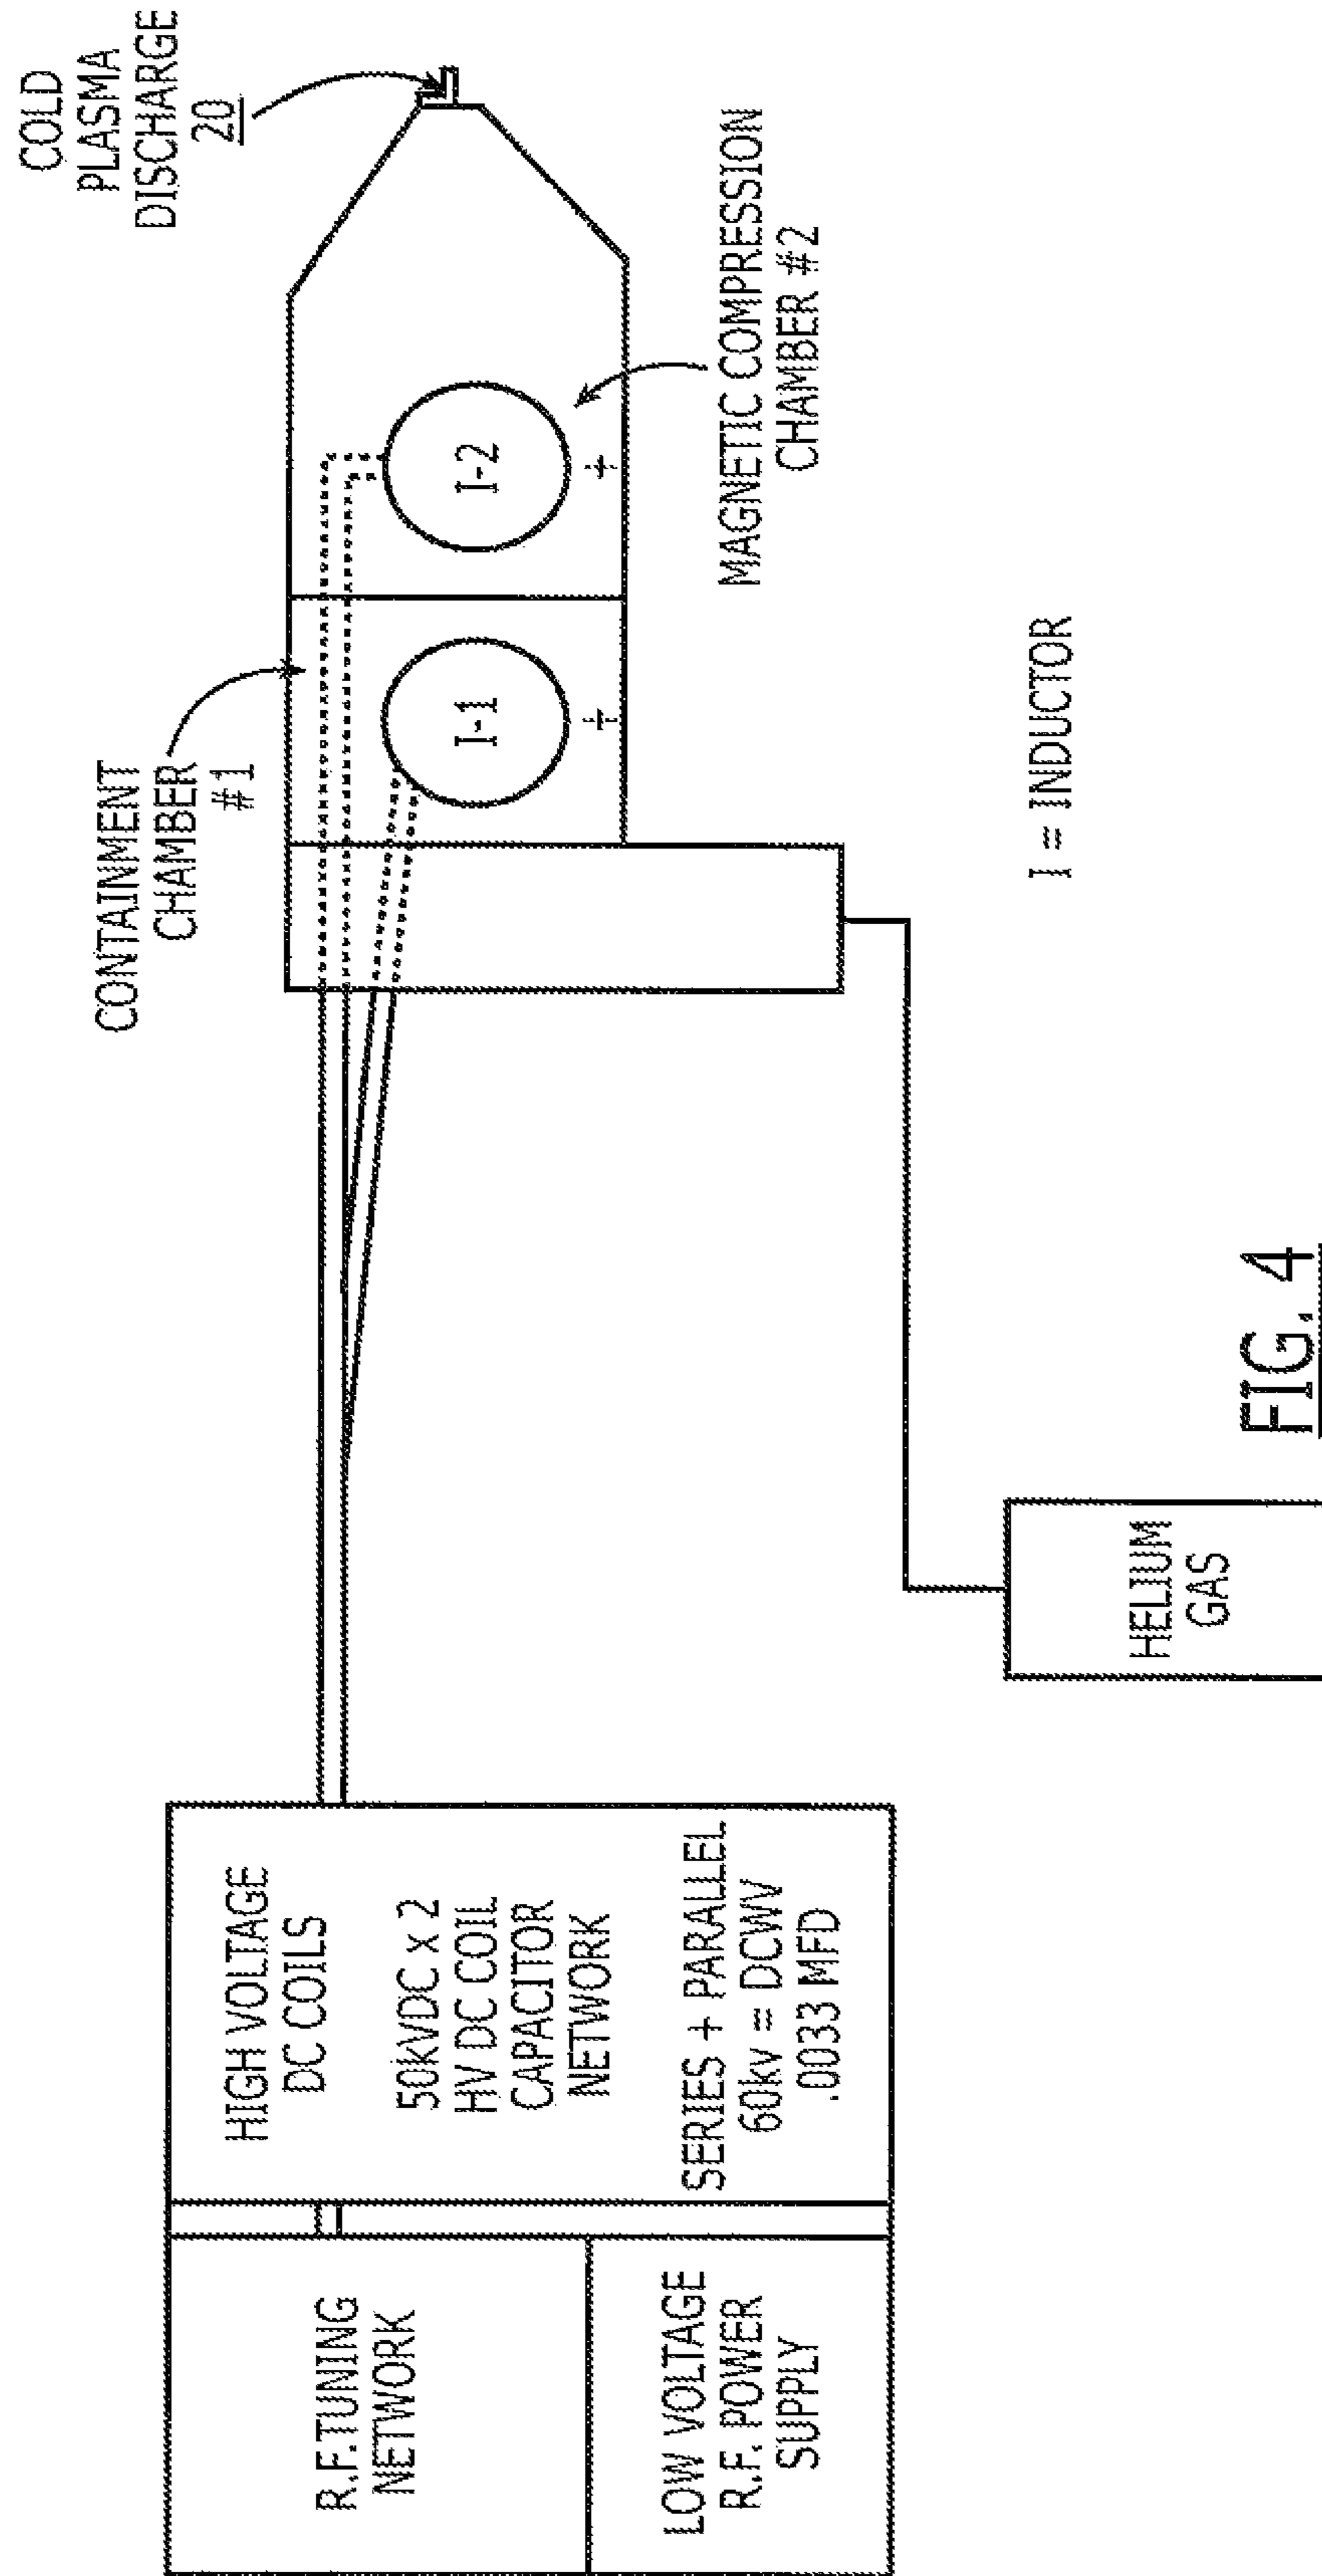 COLD
PLASMA
DISCHARGE
20
CONTAINMENT
CHAMBER
#1
I-1
I-2
MAGNETIC COMPRESSION
CHAMBER #2
I = INDUCTOR
HIGH VOLTAGE
DC COILS
50kVDC x 2
HV DC COIL
CAPACITOR
NETWORK
SERIES + PARALLEL
60kv = DCWV
.0033 MFD
R.F.TUNING
NETWORK
LOW VOLTAGE
R.F. POWER
SUPPLY
HELIUM
GAS
FIG. 4